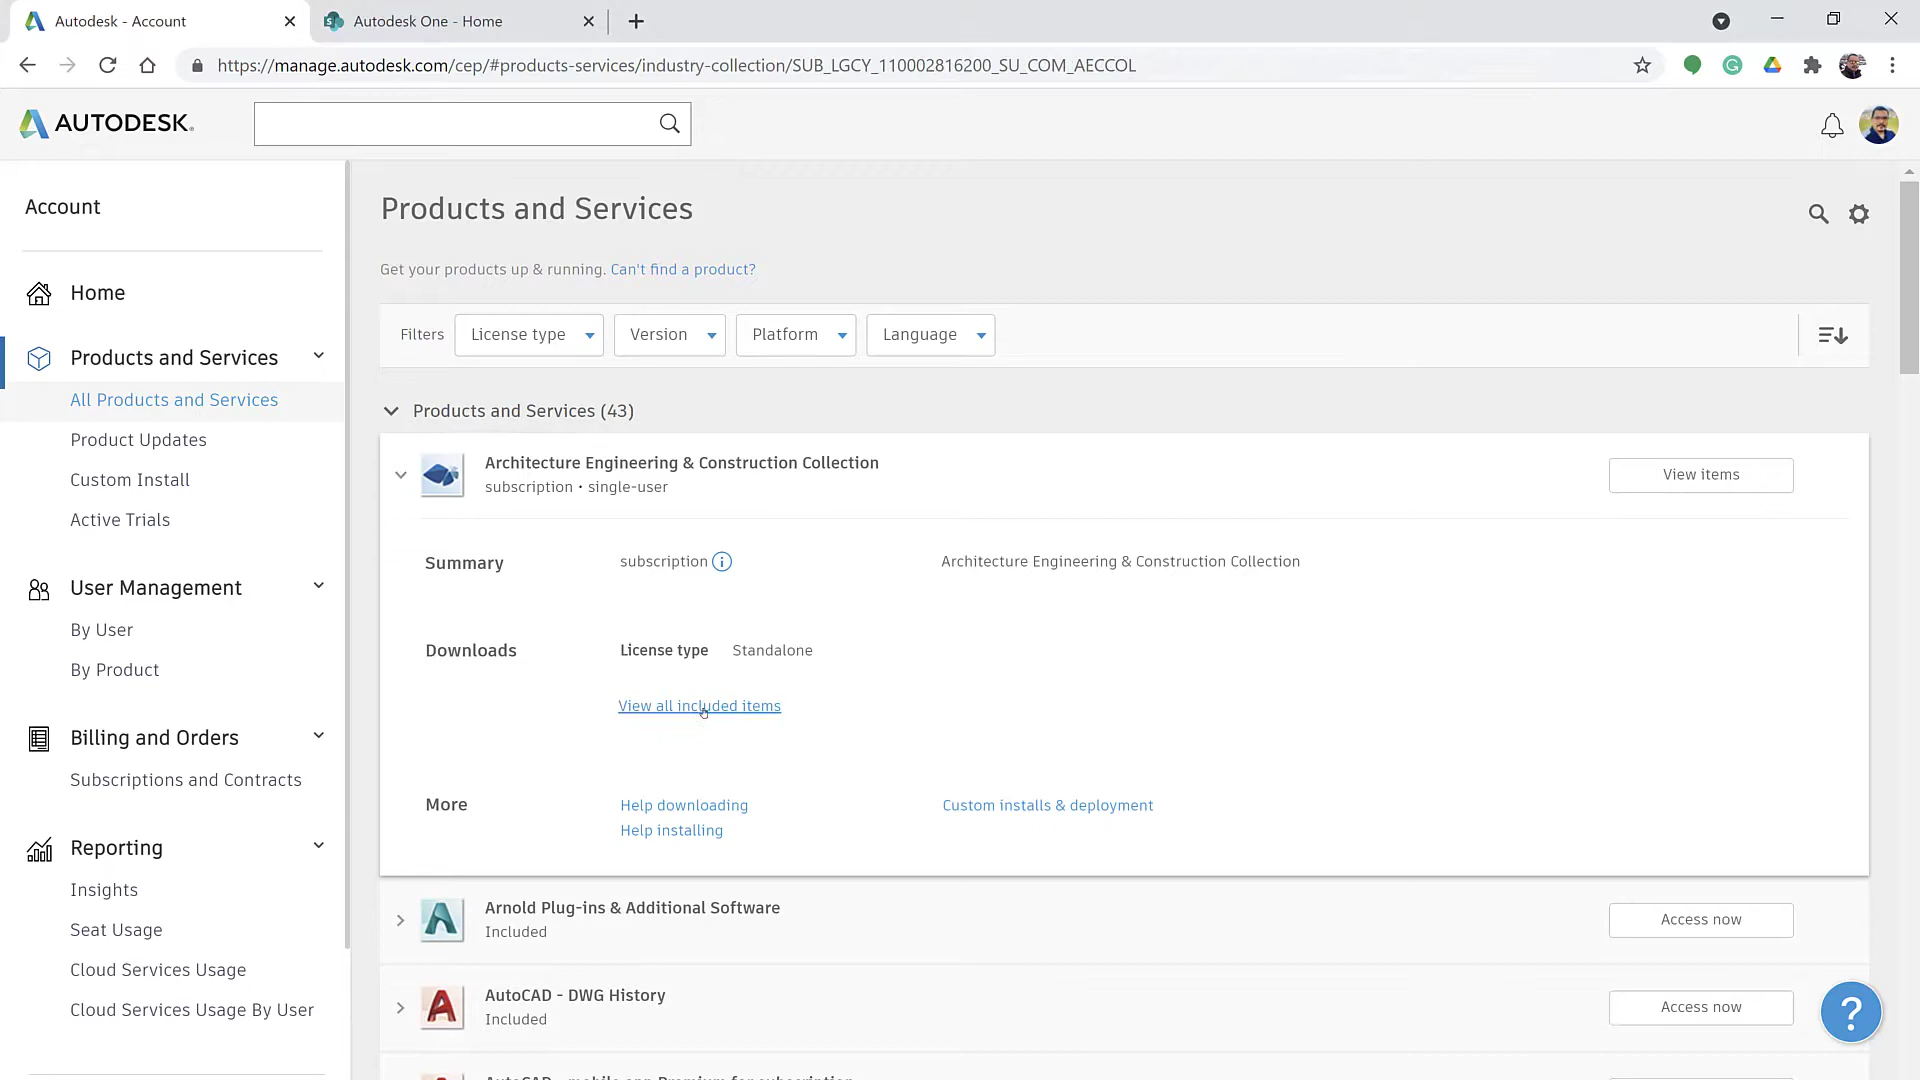 Autodesk - Account
Autodesk One - Home
https://manage.autodesk.com/cep/#products-services/industry-collection/SUB_LGCY_110002816200_SU_COM_AECCOL
AUTODESK.
Account
Home
Products and Services
All Products and Services
Product Updates
Custom Install
Active Trials
User Management
By User
By Product
Billing and Orders
Subscriptions and Contracts
Reporting
Insights
Seat Usage
Cloud Services Usage
Cloud Services Usage By User
Products and Services
Get your products up & running. Can't find a product?
Filters License type Version Platform Language
Products and Services (43)
Architecture Engineering & Construction Collection
subscription • single-user
View items
Summary subscription Architecture Engineering & Construction Collection
Downloads License type Standalone
View all included items
More Help downloading Custom installs & deployment
Help installing
Arnold Plug-ins & Additional Software
Included
Access now
AutoCAD - DWG History
Included
Access now
AutoCAD - mobile app Premium for subscription
?